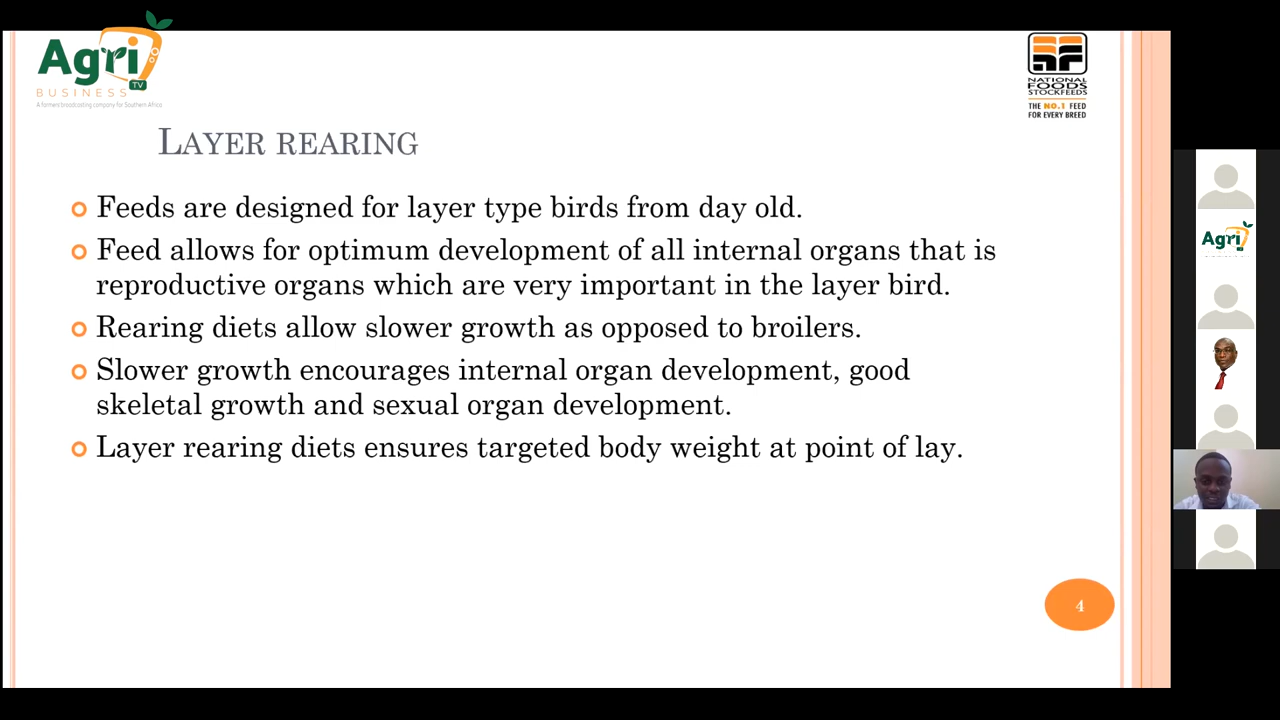 Agri
BUSINESS TV
A farmers broadcasting company for Southern Africa
NATIONAL
FOODS
STOCKFEEDS
THE NO.1 FEED
FOR EVERY BREED
LAYER REARING
Feeds are designed for layer type birds from day old.
Feed allows for optimum development of all internal organs that is
reproductive organs which are very important in the layer bird.
Rearing diets allow slower growth as opposed to broilers.
Slower growth encourages internal organ development, good
skeletal growth and sexual organ development.
Layer rearing diets ensures targeted body weight at point of lay.
4
Agri